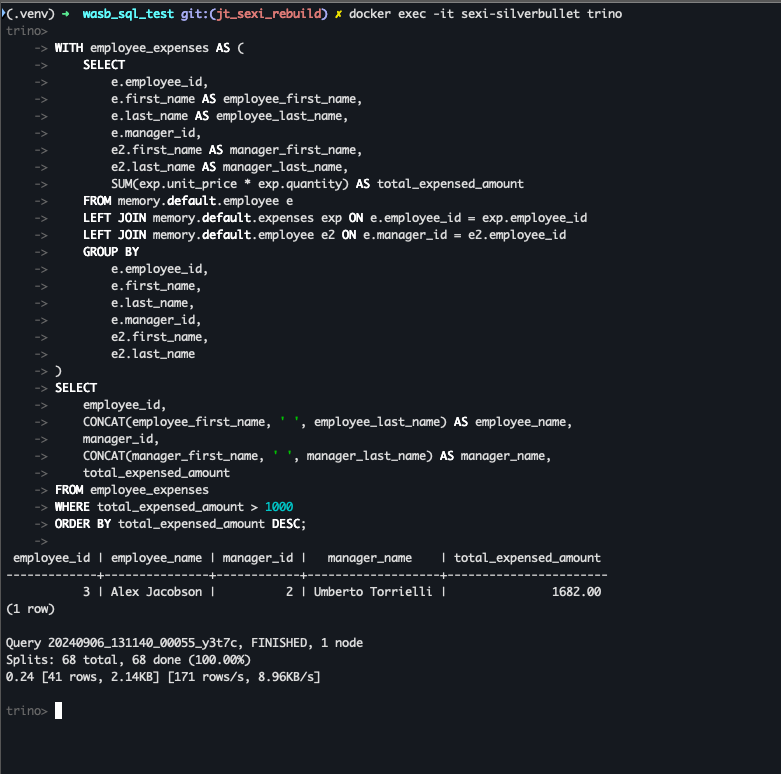 (.venv) → wasb_sql_test git:(jt_sexi_rebuild) ✗ docker exec -it sexi-silverbullet trino
trino>
    -> WITH employee_expenses AS (
    ->     SELECT
    ->         e.employee_id,
    ->         e.first_name AS employee_first_name,
    ->         e.last_name AS employee_last_name,
    ->         e.manager_id,
    ->         e2.first_name AS manager_first_name,
    ->         e2.last_name AS manager_last_name,
    ->         SUM(exp.unit_price * exp.quantity) AS total_expensed_amount
    ->     FROM memory.default.employee e
    ->     LEFT JOIN memory.default.expenses exp ON e.employee_id = exp.employee_id
    ->     LEFT JOIN memory.default.employee e2 ON e.manager_id = e2.employee_id
    ->     GROUP BY
    ->         e.employee_id,
    ->         e.first_name,
    ->         e.last_name,
    ->         e.manager_id,
    ->         e2.first_name,
    ->         e2.last_name
    -> )
    -> SELECT
    ->     employee_id,
    ->     CONCAT(employee_first_name, ' ', employee_last_name) AS employee_name,
    ->     manager_id,
    ->     CONCAT(manager_first_name, ' ', manager_last_name) AS manager_name,
    ->     total_expensed_amount
    -> FROM employee_expenses
    -> WHERE total_expensed_amount > 1000
    -> ORDER BY total_expensed_amount DESC;
    ->
 employee_id | employee_name | manager_id |   manager_name    | total_expensed_amount
-------------+---------------+------------+-------------------+-----------------------
           3 | Alex Jacobson |          2 | Umberto Torrielli |               1682.00
(1 row)
Query 20240906_131140_00055_y3t7c, FINISHED, 1 node
Splits: 68 total, 68 done (100.00%)
0.24 [41 rows, 2.14KB] [171 rows/s, 8.96KB/s]
trino>